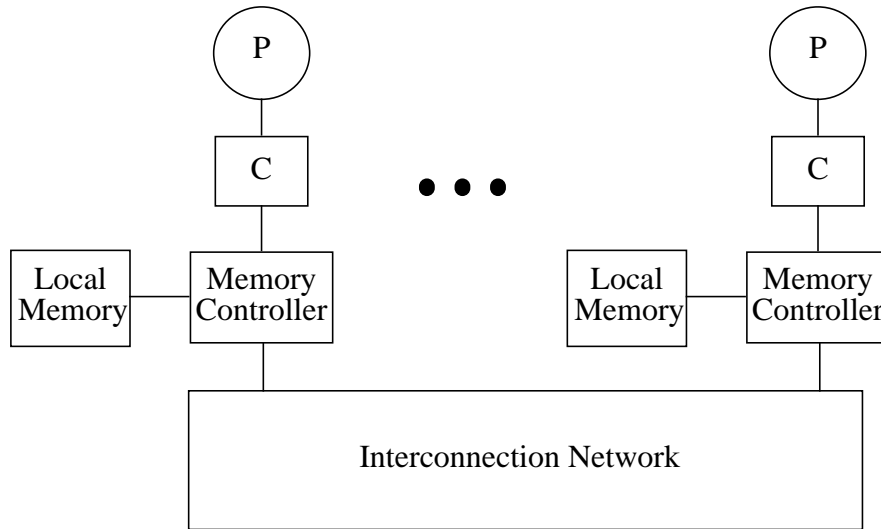 P
P
C
C
Local
Memory
Memory
Controller
Local
Memory
Memory
Controller
Interconnection Network